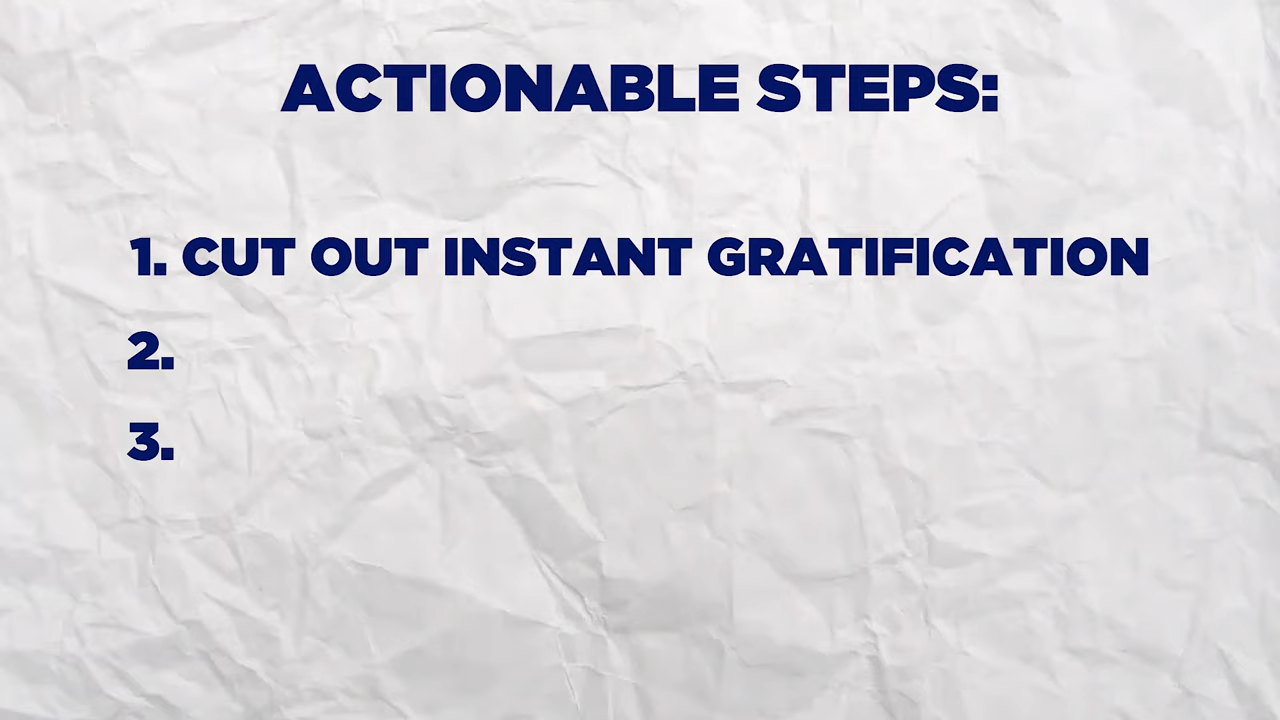 ACTIONABLE STEPS:
1. CUT OUT INSTANT GRATIFICATION
2.
3.